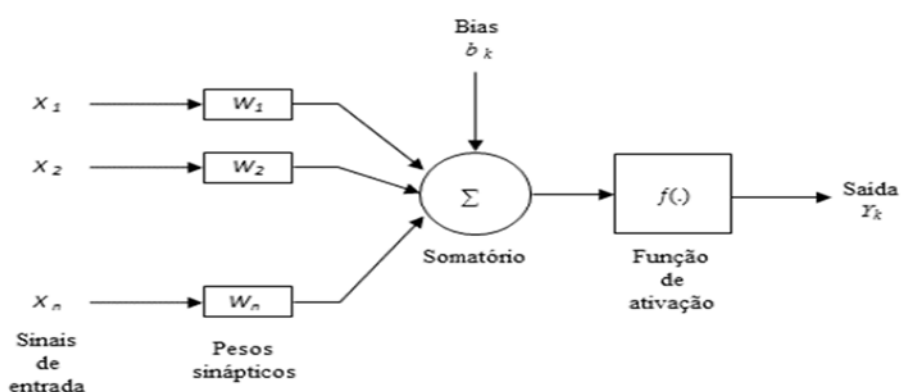 Bias
b k
X 1
W1
X 2
W2
Σ
f(.)
Saída
Yk
Somatório
Função
de
ativação
X n
Wn
Sinais
de
entrada
Pesos
sinápticos